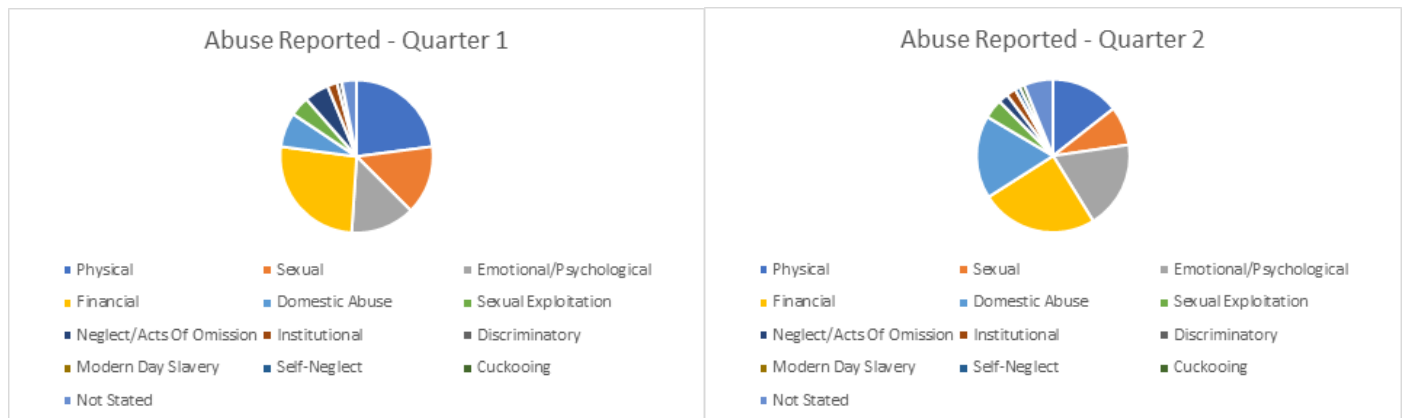 Abuse Reported - Quarter 1
Physical Sexual Emotional/Psychological
Financial Domestic Abuse Sexual Exploitation
Neglect/Acts Of Omission Institutional Discriminatory
Modern Day Slavery Self-Neglect Cuckooing
Not Stated
Abuse Reported - Quarter 2
Physical Sexual Emotional/Psychological
Financial Domestic Abuse Sexual Exploitation
Neglect/Acts Of Omission Institutional Discriminatory
Modern Day Slavery Self-Neglect Cuckooing
Not Stated